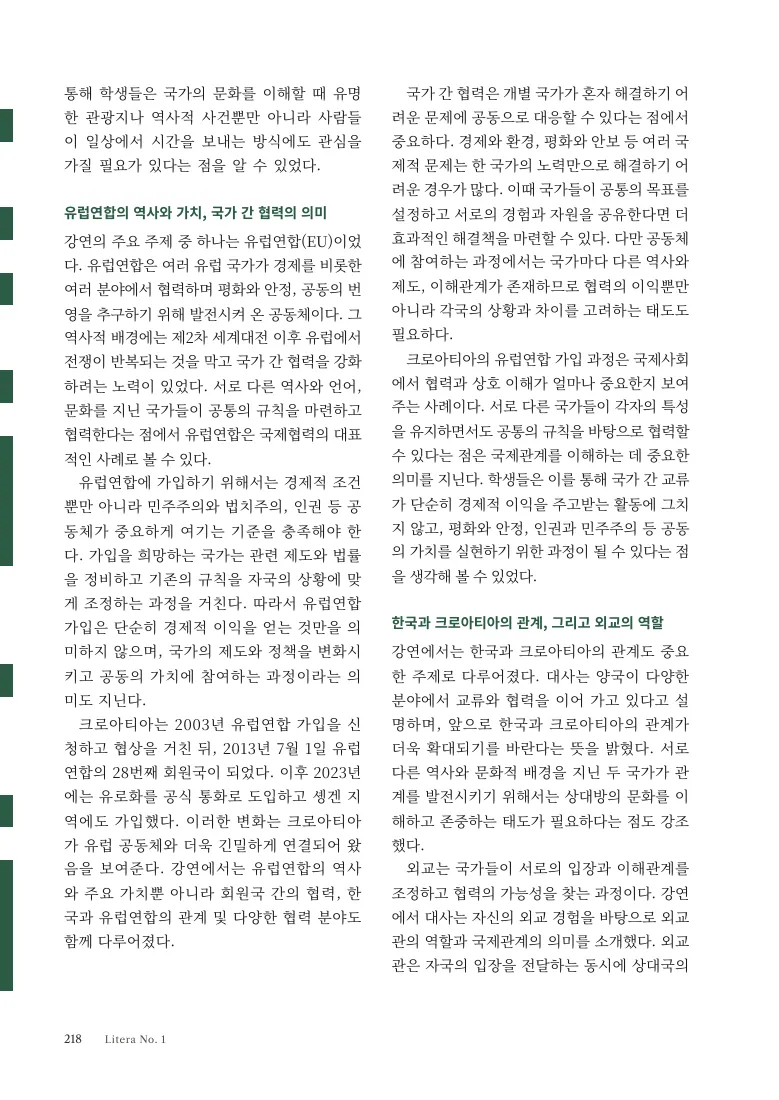 통해 학생들은 국가의 문화를 이해할 때 유명
한 관광지나 역사적 사건뿐만 아니라 사람들
이 일상에서 시간을 보내는 방식에도 관심을
가질 필요가 있다는 점을 알 수 있었다.
유럽연합의 역사와 가치, 국가 간 협력의 의미
강연의 주요 주제 중 하나는 유럽연합(EU)이었
다. 유럽연합은 여러 유럽 국가가 경제를 비롯한
여러 분야에서 협력하며 평화와 안정, 공동의 번
영을 추구하기 위해 발전시켜 온 공동체이다. 그
역사적 배경에는 제2차 세계대전 이후 유럽에서
전쟁이 반복되는 것을 막고 국가 간 협력을 강화
하려는 노력이 있었다. 서로 다른 역사와 언어,
문화를 지닌 국가들이 공통의 규칙을 마련하고
협력한다는 점에서 유럽연합은 국제협력의 대표
적인 사례로 볼 수 있다.
유럽연합에 가입하기 위해서는 경제적 조건
뿐만 아니라 민주주의와 법치주의, 인권 등 공
동체가 중요하게 여기는 기준을 충족해야 한
다. 가입을 희망하는 국가는 관련 제도와 법률
을 정비하고 기존의 규칙을 자국의 상황에 맞
게 조정하는 과정을 거친다. 따라서 유럽연합
가입은 단순히 경제적 이익을 얻는 것만을 의
미하지 않으며, 국가의 제도와 정책을 변화시
키고 공동의 가치에 참여하는 과정이라는 의
미도 지닌다.
크로아티아는 2003년 유럽연합 가입을 신
청하고 협상을 거친 뒤, 2013년 7월 1일 유럽
연합의 28번째 회원국이 되었다. 이후 2023년
에는 유로화를 공식 통화로 도입하고 솅겐 지
역에도 가입했다. 이러한 변화는 크로아티아
가 유럽 공동체와 더욱 긴밀하게 연결되어 왔
음을 보여준다. 강연에서는 유럽연합의 역사
와 주요 가치뿐 아니라 회원국 간의 협력, 한
국과 유럽연합의 관계 및 다양한 협력 분야도
함께 다루어졌다.
국가 간 협력은 개별 국가가 혼자 해결하기 어
려운 문제에 공동으로 대응할 수 있다는 점에서
중요하다. 경제와 환경, 평화와 안보 등 여러 국
제적 문제는 한 국가의 노력만으로 해결하기 어
려운 경우가 많다. 이때 국가들이 공통의 목표를
설정하고 서로의 경험과 자원을 공유한다면 더
효과적인 해결책을 마련할 수 있다. 다만 공동체
에 참여하는 과정에서는 국가마다 다른 역사와
제도, 이해관계가 존재하므로 협력의 이익뿐만
아니라 각국의 상황과 차이를 고려하는 태도도
필요하다.
크로아티아의 유럽연합 가입 과정은 국제사회
에서 협력과 상호 이해가 얼마나 중요한지 보여
주는 사례이다. 서로 다른 국가들이 각자의 특성
을 유지하면서도 공통의 규칙을 바탕으로 협력할
수 있다는 점은 국제관계를 이해하는 데 중요한
의미를 지닌다. 학생들은 이를 통해 국가 간 교류
가 단순히 경제적 이익을 주고받는 활동에 그치
지 않고, 평화와 안정, 인권과 민주주의 등 공동
의 가치를 실현하기 위한 과정이 될 수 있다는 점
을 생각해 볼 수 있었다.
한국과 크로아티아의 관계, 그리고 외교의 역할
강연에서는 한국과 크로아티아의 관계도 중요
한 주제로 다루어졌다. 대사는 양국이 다양한
분야에서 교류와 협력을 이어 가고 있다고 설
명하며, 앞으로 한국과 크로아티아의 관계가
더욱 확대되기를 바란다는 뜻을 밝혔다. 서로
다른 역사와 문화적 배경을 지닌 두 국가가 관
계를 발전시키기 위해서는 상대방의 문화를 이
해하고 존중하는 태도가 필요하다는 점도 강조
했다.
외교는 국가들이 서로의 입장과 이해관계를
조정하고 협력의 가능성을 찾는 과정이다. 강연
에서 대사는 자신의 외교 경험을 바탕으로 외교
관의 역할과 국제관계의 의미를 소개했다. 외교
관은 자국의 입장을 전달하는 동시에 상대국의
218 Litera No. 1